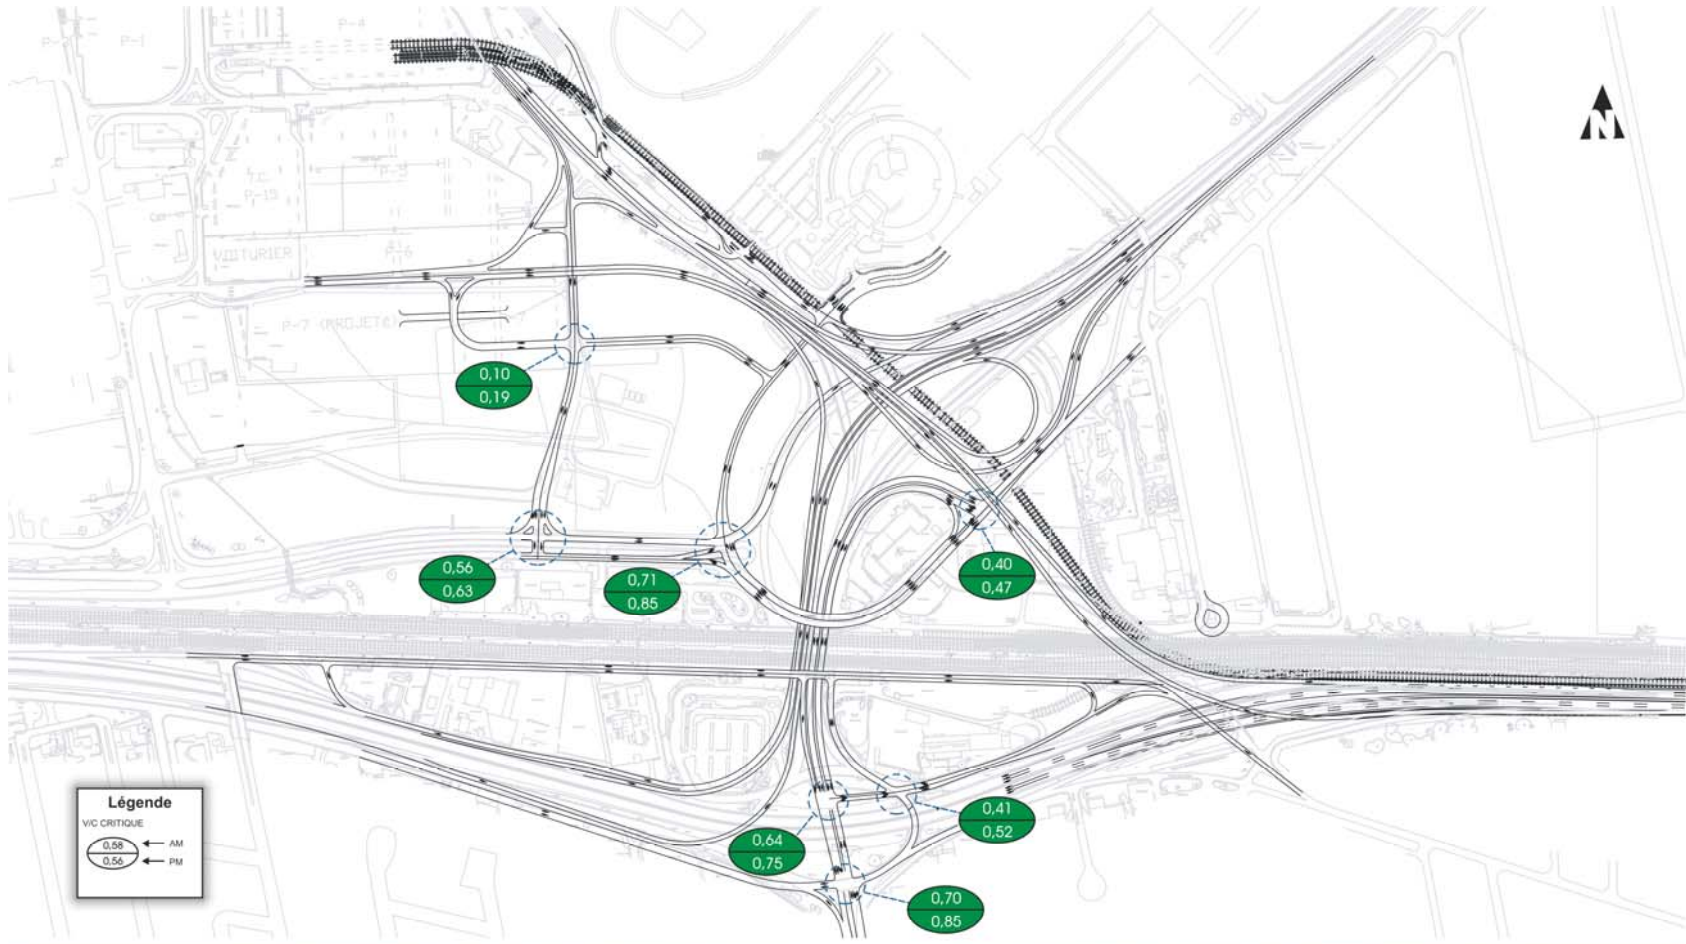 P-4
P-1
N
P-15
VOITURIER
P-6
P-7 (PROJETÉ)
0,10
0,19
0,56
0,63
0,71
0,85
0,40
0,47
0,64
0,75
0,41
0,52
0,70
0,85
Légende
V/C CRITIQUE
0,58 AM
0,56 PM